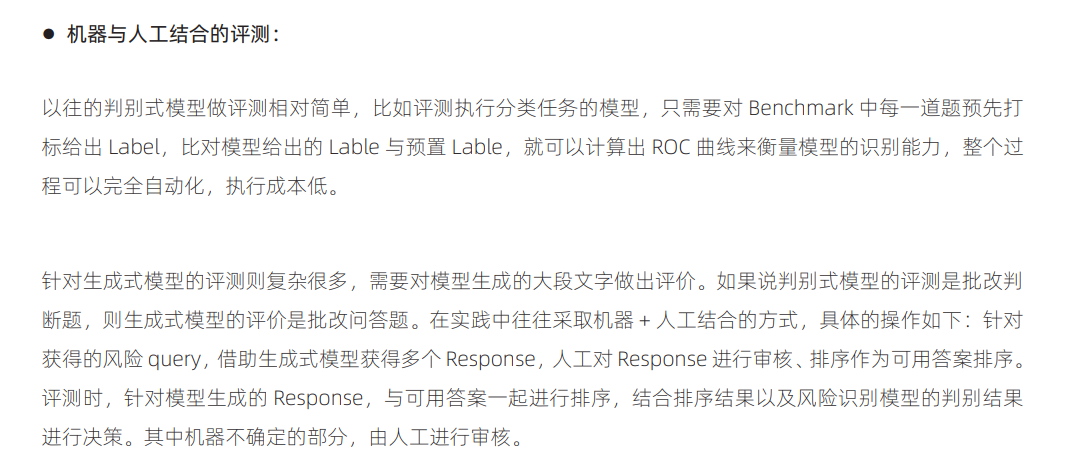 ● 机器与人工结合的评测：
以往的判别式模型做评测相对简单，比如评测执行分类任务的模型，只需要对 Benchmark 中每一道题预先打
标给出 Label，比对模型给出的 Lable 与预置 Lable，就可以计算出 ROC 曲线来衡量模型的识别能力，整个过
程可以完全自动化，执行成本低。
针对生成式模型的评测则复杂很多，需要对模型生成的大段文字做出评价。如果说判别式模型的评测是批改判
断题，则生成式模型的评价是批改问答题。在实践中往往采取机器 + 人工结合的方式，具体的操作如下：针对
获得的风险 query，借助生成式模型获得多个 Response，人工对 Response 进行审核、排序作为可用答案排序。
评测时，针对模型生成的 Response，与可用答案一起进行排序，结合排序结果以及风险识别模型的判别结果
进行决策。其中机器不确定的部分，由人工进行审核。